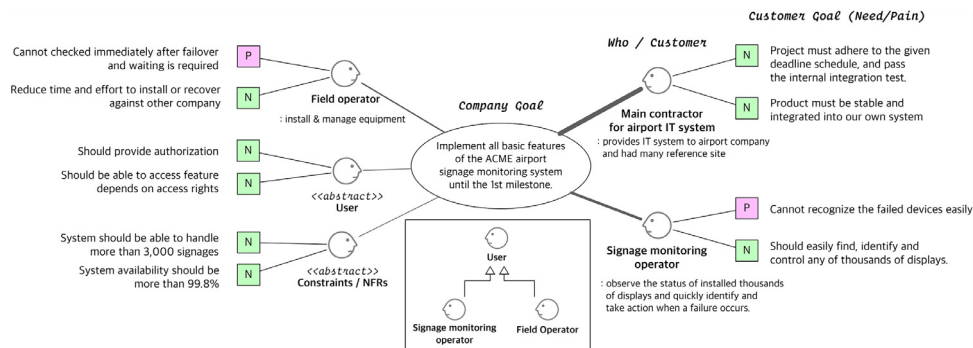 Customer Goal (Need/Pain)
Who / Customer
Company Goal
P
Cannot checked immediately after failover
and waiting is required
N
Reduce time and effort to install or recover
against other company
Field operator
: install & manage equipment
N
Should provide authorization
N
Should be able to access feature
depends on access rights
<<abstract>>
User
N
System should be able to handle
more than 3,000 signages
N
System availability should be
more than 99.8%
<<abstract>>
Constraints / NFRs
Implement all basic features
of the ACME airport
signage monitoring system
until the 1st milestone.
User
Signage monitoring
operator
Field Operator
Main contractor
for airport IT system
: provides IT system to airport company
and had many reference site
N
Project must adhere to the given
deadline schedule, and pass
the internal integration test.
N
Product must be stable and
integrated into our own system
Signage monitoring
operator
: observe the status of installed thousands
of displays and quickly identify and
take action when a failure occurs.
P
Cannot recognize the failed devices easily
N
Should easily find, identify and
control any of thousands of displays.